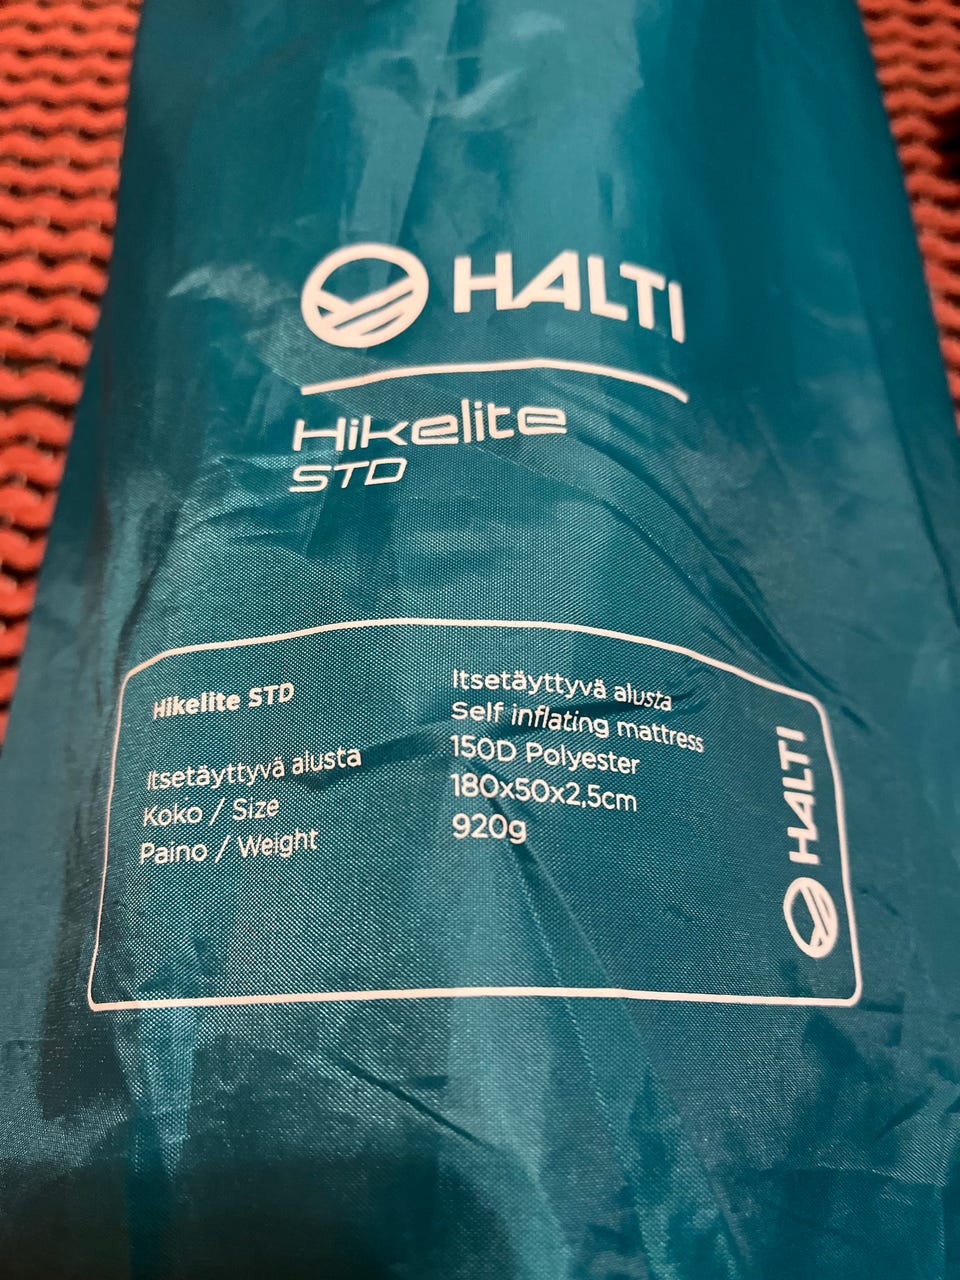 HALTI
Hikelite
STD
Hikelite STD
Itsetäyttyvä alusta
Koko / Size
Paino / Weight
Itsetäyttyvä alusta
Self inflating mattress
150D Polyester
180x50x2,5cm
920g
HALTI